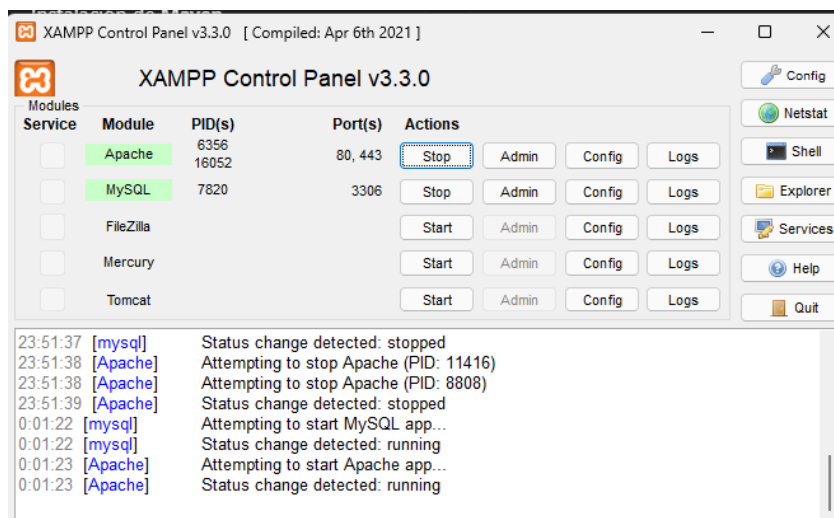 Instalación de Maven
XAMPP Control Panel v3.3.0 [ Compiled: Apr 6th 2021 ]
XAMPP Control Panel v3.3.0
Config
Modules
Service Module PID(s) Port(s) Actions
Netstat
Apache 6356 16052 80, 443 Stop Admin Config Logs
Shell
MySQL 7820 3306 Stop Admin Config Logs
Explorer
FileZilla Start Admin Config Logs
Services
Mercury Start Admin Config Logs
Help
Tomcat Start Admin Config Logs
Quit
23:51:37 [mysql] Status change detected: stopped
23:51:38 [Apache] Attempting to stop Apache (PID: 11416)
23:51:38 [Apache] Attempting to stop Apache (PID: 8808)
23:51:39 [Apache] Status change detected: stopped
0:01:22 [mysql] Attempting to start MySQL app...
0:01:22 [mysql] Status change detected: running
0:01:23 [Apache] Attempting to start Apache app...
0:01:23 [Apache] Status change detected: running